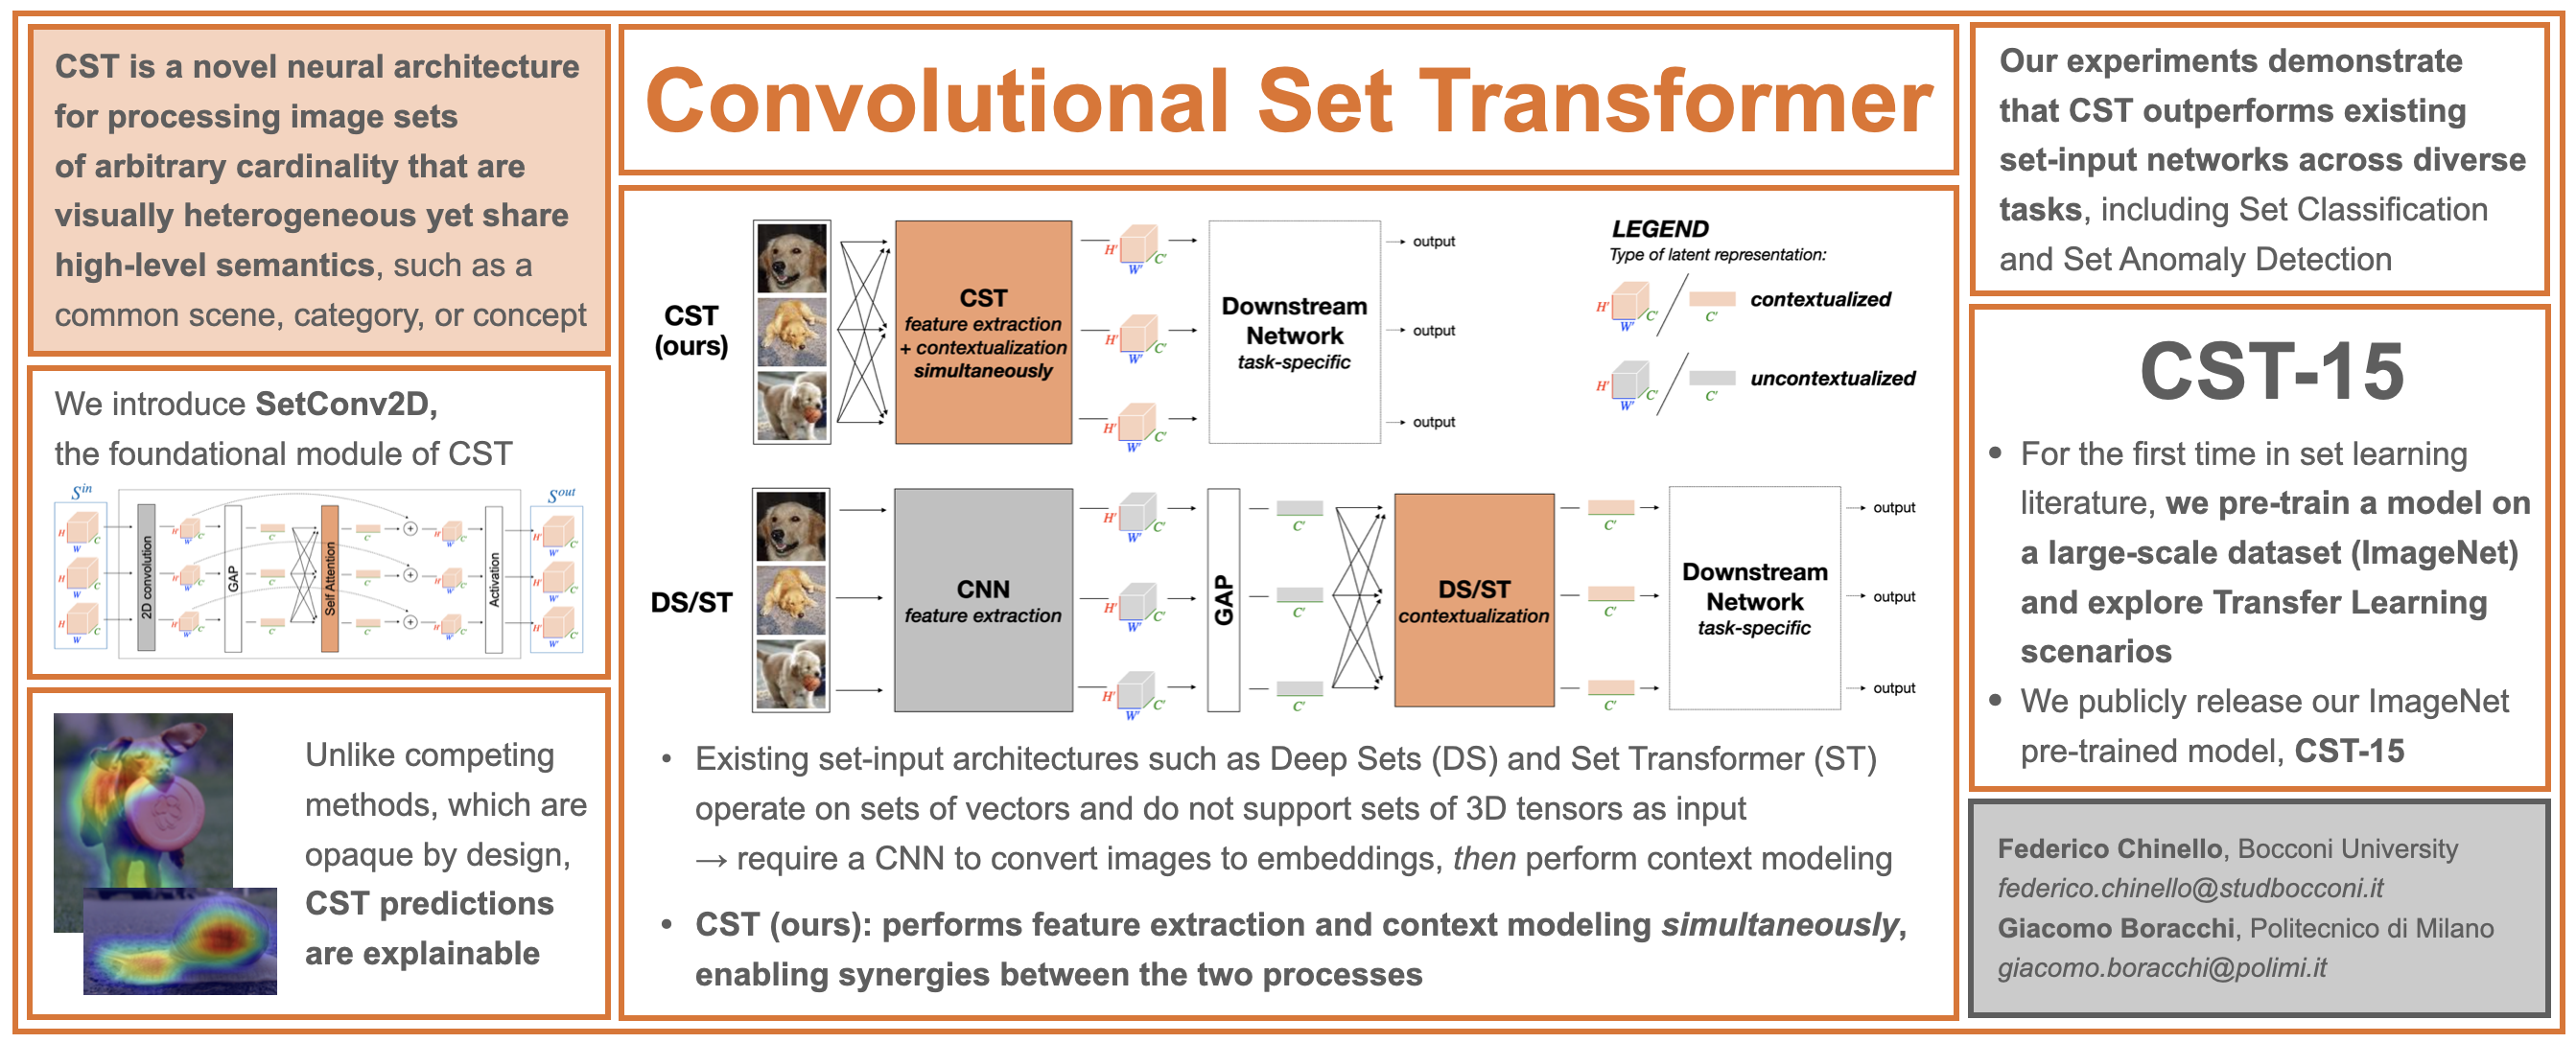 CST is a novel neural architecture
for processing image sets
of arbitrary cardinality that are
visually heterogeneous yet share
high-level semantics, such as a
common scene, category, or concept
We introduce SetConv2D,
the foundational module of CST
S^in
S^out
H
W
C
H
W
C
H
W
C
2D convolution
H'
W'
C'
H'
W'
C'
H'
W'
C'
GAP
C'
C'
C'
Self Attention
C'
C'
C'
+
+
+
H'
W'
C'
H'
W'
C'
H'
W'
C'
Activation
H'
W'
C'
H'
W'
C'
H'
W'
C'
Unlike competing
methods, which are
opaque by design,
CST predictions
are explainable
Convolutional Set Transformer
CST
(ours)
CST
feature extraction
+ contextualization
simultaneously
H'
W'
C'
H'
W'
C'
H'
W'
C'
Downstream
Network
task-specific
output
output
output
LEGEND
Type of latent representation:
H'
W'
C'
C'
contextualized
H'
W'
C'
C'
uncontextualized
DS/ST
CNN
feature extraction
H'
W'
C'
H'
W'
C'
H'
W'
C'
GAP
C'
C'
C'
DS/ST
contextualization
C'
C'
C'
Downstream
Network
task-specific
output
output
output
• Existing set-input architectures such as Deep Sets (DS) and Set Transformer (ST)
operate on sets of vectors and do not support sets of 3D tensors as input
→ require a CNN to convert images to embeddings, then perform context modeling
• CST (ours): performs feature extraction and context modeling simultaneously,
enabling synergies between the two processes
Our experiments demonstrate
that CST outperforms existing
set-input networks across diverse
tasks, including Set Classification
and Set Anomaly Detection
CST-15
• For the first time in set learning
literature, we pre-train a model on
a large-scale dataset (ImageNet)
and explore Transfer Learning
scenarios
• We publicly release our ImageNet
pre-trained model, CST-15
Federico Chinello, Bocconi University
federico.chinello@studbocconi.it
Giacomo Boracchi, Politecnico di Milano
giacomo.boracchi@polimi.it